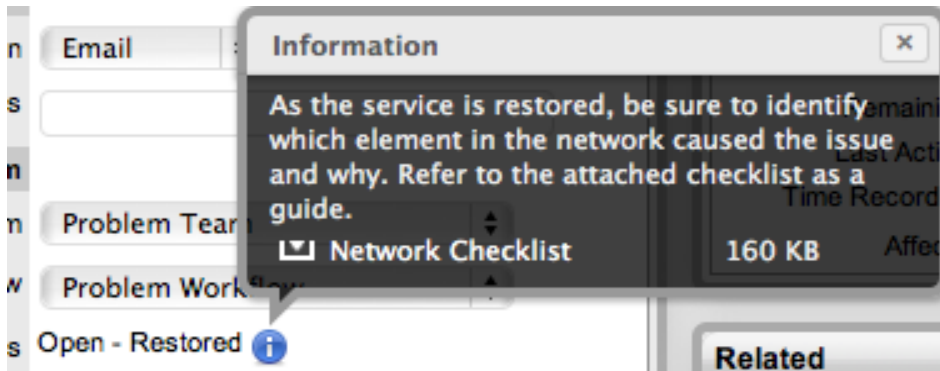 Email
Information
As the service is restored, be sure to identify
which element in the network caused the issue
and why. Refer to the attached checklist as a
guide.
Network Checklist 160 KB
Problem Team
Problem Workflow
Open - Restored
Time Record
Last Acti
Remaini
Affec
Related